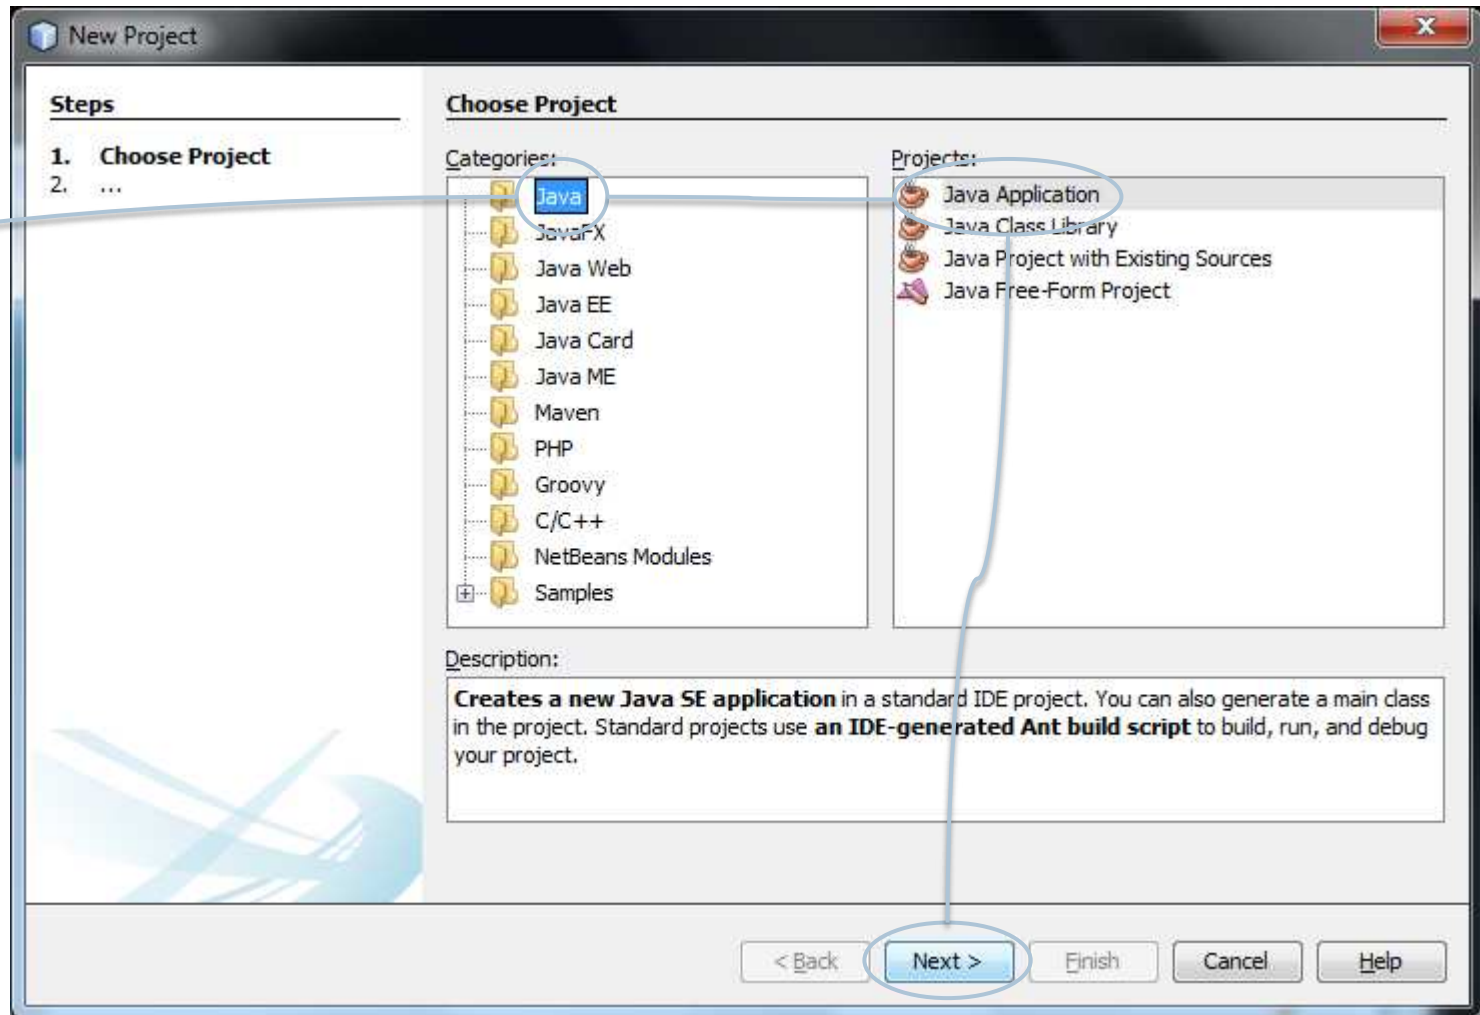 New Project
Steps
1. Choose Project
2. ...
Choose Project
Categories:
Java
JavaFX
Java Web
Java EE
Java Card
Java ME
Maven
PHP
Groovy
C/C++
NetBeans Modules
Samples
Projects:
Java Application
Java Class Library
Java Project with Existing Sources
Java Free-Form Project
Description:
Creates a new Java SE application in a standard IDE project. You can also generate a main class
in the project. Standard projects use an IDE-generated Ant build script to build, run, and debug
your project.
< Back
Next >
Finish
Cancel
Help